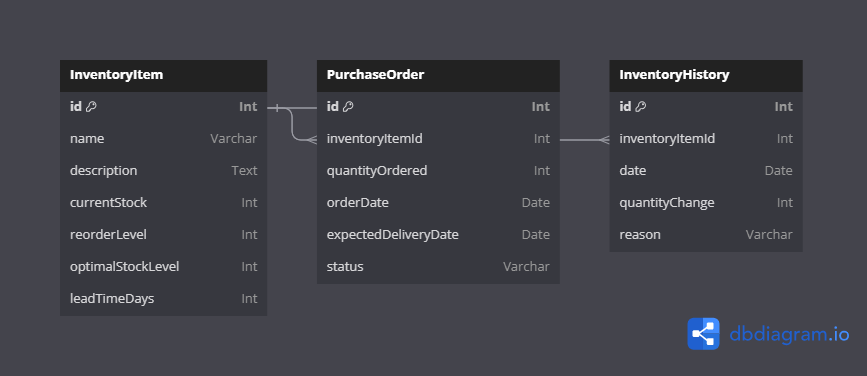 InventoryItem
id Int
name Varchar
description Text
currentStock Int
reorderLevel Int
optimalStockLevel Int
leadTimeDays Int
PurchaseOrder
id Int
inventoryItemId Int
quantityOrdered Int
orderDate Date
expectedDeliveryDate Date
status Varchar
InventoryHistory
id Int
inventoryItemId Int
date Date
quantityChange Int
reason Varchar
dbdiagram.io